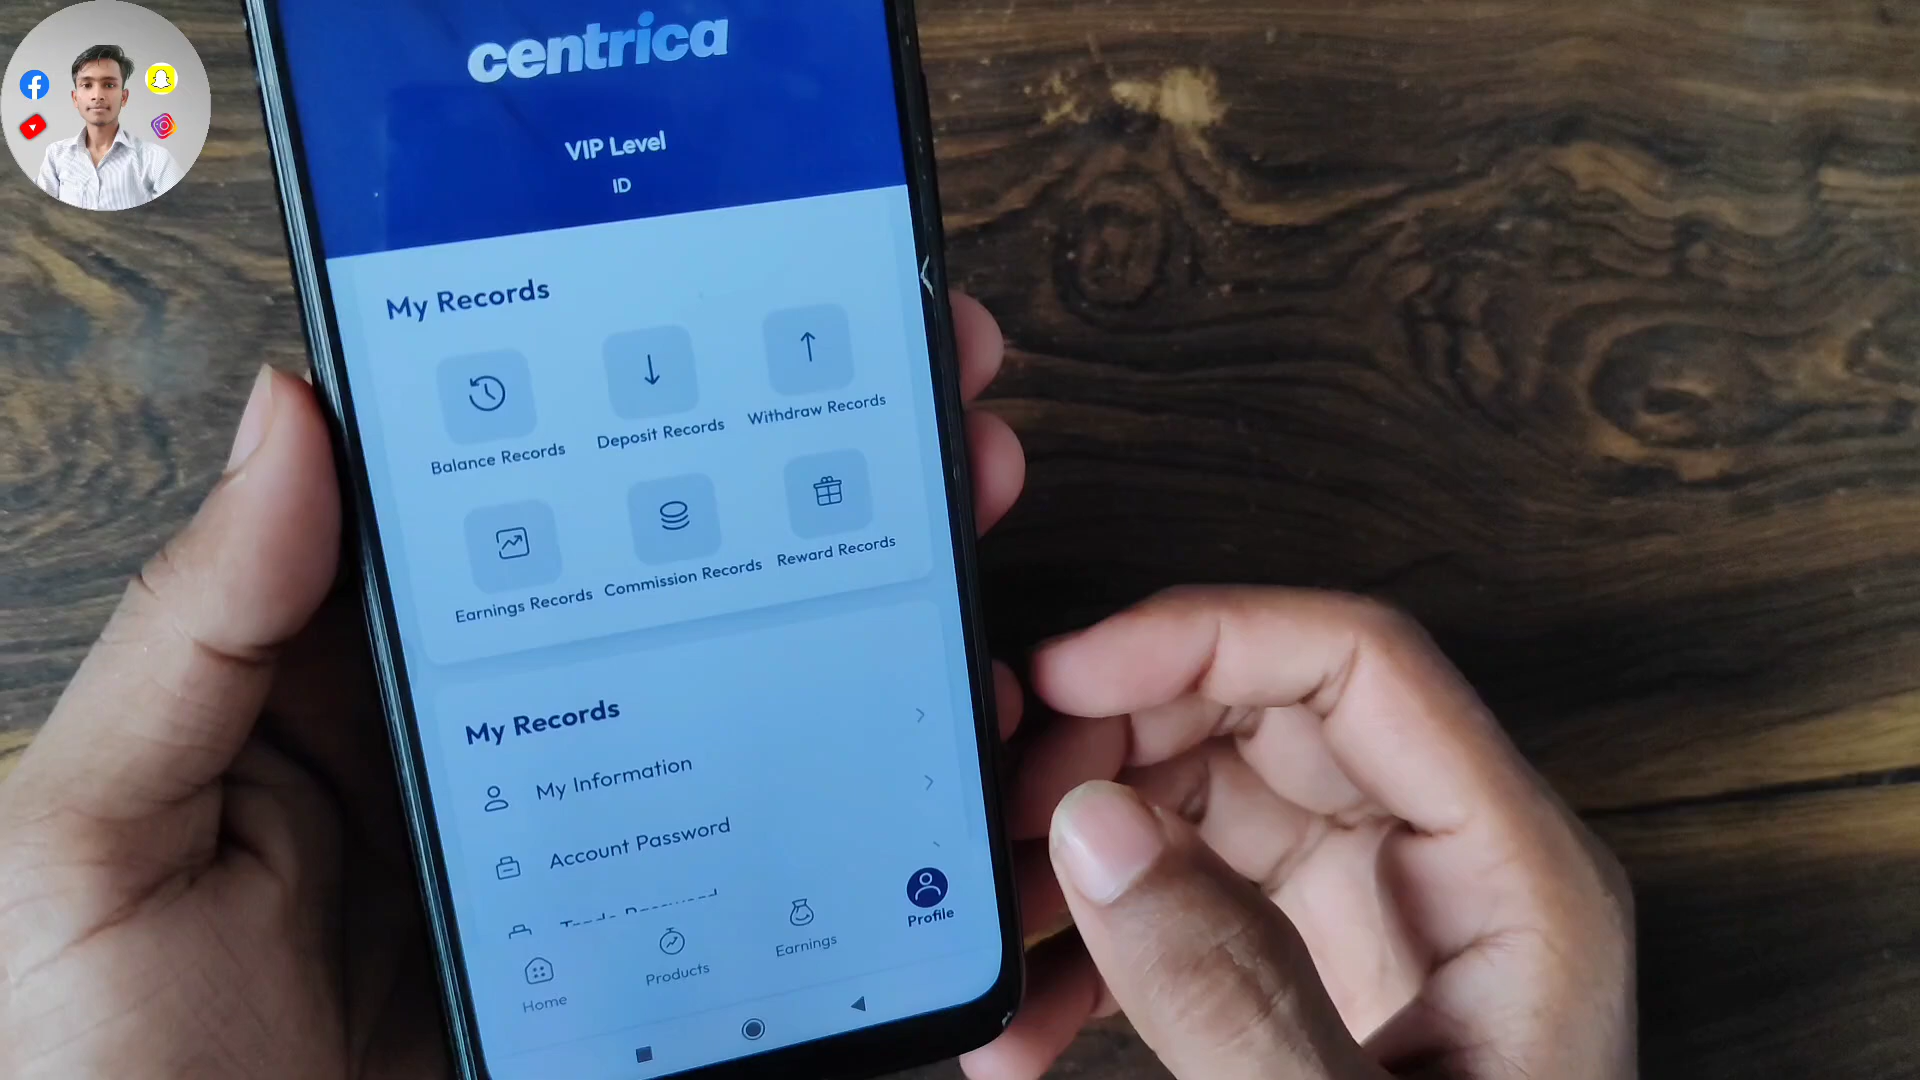 centrica
VIP Level
ID
My Records
Balance Records
Deposit Records
Withdraw Records
Earnings Records
Commission Records
Reward Records
My Records
My Information
Account Password
Home
Products
Earnings
Profile